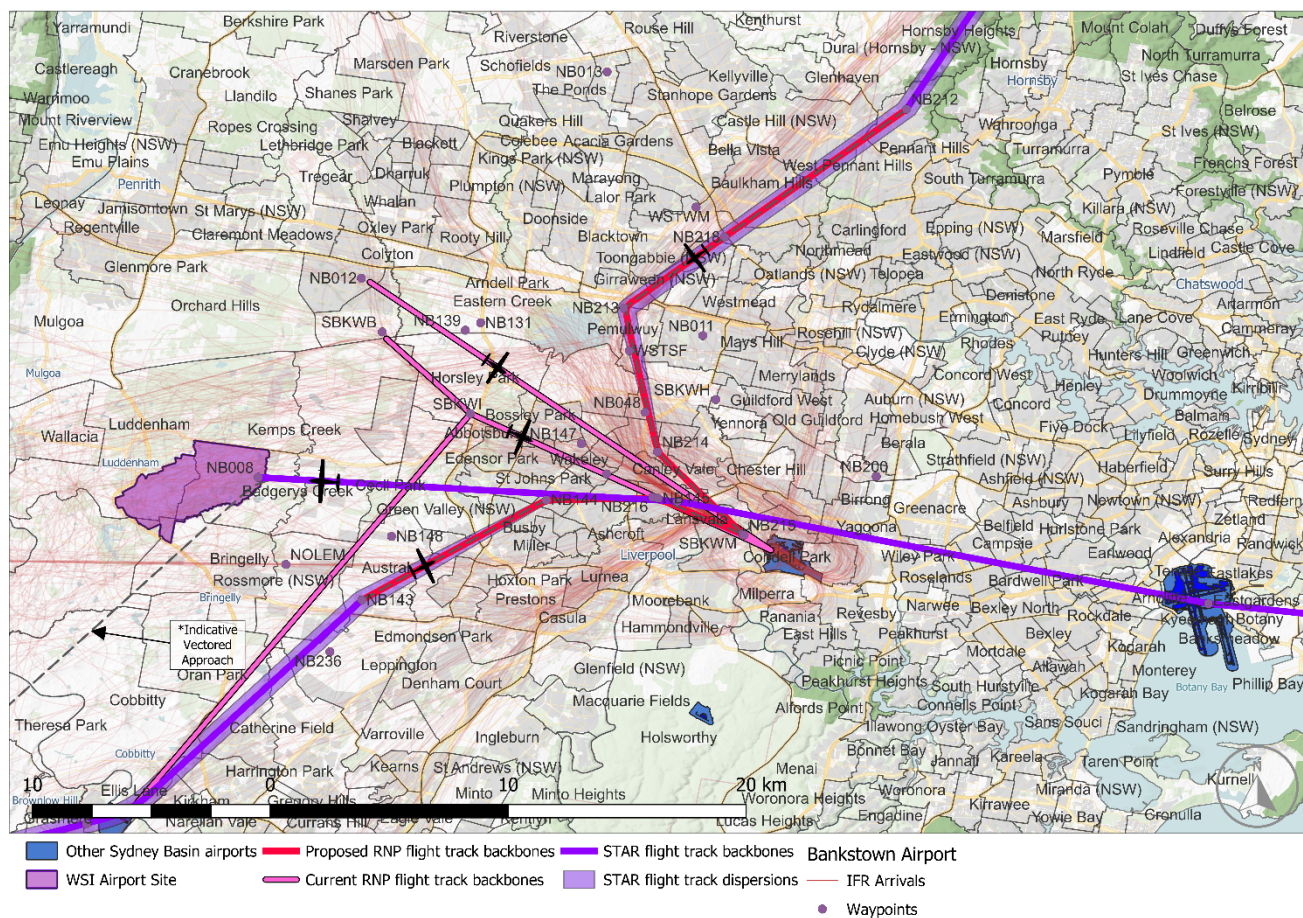 Yarramundi
Berkshire Park
Riverstone
Rouse Hill
Kenthurst
Hornsby Heights
Mount Colah
Duffys Forest
Castlereagh
Cranebrook
Marsden Park
Schofields
NB013
The Ponds
Kellyville
Dural (Hornsby - NSW)
Glenhaven
Hornsby
Hornsby
North Turramurra
St Ives Chase
Llandilo
Shanes Park
Stanhope Gardens
NB212
Belrose
Mount Riverview
Ropes Crossing
Shalvey
Quakers Hill
Castle Hill (NSW)
Wahroonga
St Ives (NSW)
Emu Heights (NSW)
Emu Plains
Lethbridge Park
Blackett
Colebee
Acacia Gardens
Kings Park (NSW)
Bella Vista
Pennant Hills
Turramurra
Frenchs Forest
Penrith
Tregear
Dharruk
Plumpton (NSW)
Marayong
West Pennant Hills
South Turramurra
Pymble
Forestville (NSW)
Leonay
Jamisontown
St Marys (NSW)
Whalan
Lalor Park
Baulkham Hills
Killara (NSW)
Regentville
Claremont Meadows
Oxley Park
Rooty Hill
Doonside
WSTWM
Carlingford
Epping (NSW)
Roseville Chase
Blacktown
NB218
Marsfield
Lindfield
Castle Cove
Glenmore Park
Colyton
Toongabbie (NSW)
Northmead
Eastwood (NSW)
NB012
Arndell Park
Girraween (NSW)
Oatlands (NSW)
Telopea
North Ryde
Chatswood
Orchard Hills
Eastern Creek
NB213
Westmead
Rydalmere
Denistone
Artarmon
Mulgoa
SBKWB
NB139
NB131
Pemulwuy
NB011
Mays Hill
Rosehill (NSW)
Ermington
East Ryde
Lane Cove
Cammeray
WSTSF
Clyde (NSW)
Rhodes
Putney
Hunters Hill
Greenwich
Mulgoa
Horsley Park
Merrylands
Concord West
Henley
Woolwich
Kirribilli
SBKWI
SBKWH
Drummoyne
Luddenham
Bossley Park
NB048
Guildford West
Auburn (NSW)
Concord
Balmain
Wallacia
Kemps Creek
Abbotsbury
NB147
Yennora
Old Guildford
Homebush West
Five Dock
Lilyfield
Rozelle
Sydney
NB214
Berala
Luddenham
NB008
Edensor Park
Wakeley
Canley Vale
Chester Hill
NB200
Strathfield (NSW)
Haberfield
Surry Hills
Badgerys Creek
Cecil Park
St Johns Park
Birrong
Ashfield (NSW)
Green Valley (NSW)
NB144
NB145
Greenacre
Ashbury
Newtown (NSW)
Redfern
NB216
Lansvale
NB215
Yagoona
Belfield
Hurlstone Park
Zetland
Busby
Miller
Ashcroft
Campsie
Alexandria
Randwick
NB148
Liverpool
SBKWM
Condell Park
Wiley Park
Earlwood
Bringelly
NOLEM
Austral
Roselands
Bardwell Park
Eastlakes
Rossmore (NSW)
Hoxton Park
Lurnea
Milperra
Arncliffe
Eastgardens
Bringelly
NB143
Prestons
Moorebank
Panania
Revesby
Narwee
Bexley North
Rockdale
Botany
Casula
Hammondville
East Hills
Peakhurst
Bexley
Kogarah
Banksmeadow
*Indicative
Vectored
Approach
Edmondson Park
Picnic Point
Mortdale
Allawah
Monterey
NB236
Leppington
Glenfield (NSW)
Peakhurst Heights
South Hurstville
Kogarah Bay
Botany Bay
Phillip Bay
Oran Park
Denham Court
Cobbitty
Macquarie Fields
Alfords Point
Connells Point
Sans Souci
Theresa Park
Catherine Field
Illawong
Oyster Bay
Sandringham (NSW)
Varroville
Ingleburn
Holsworthy
Bonnet Bay
Cobbitty
Menai
Jannali
Kareela
Taren Point
Kurnell
Harrington Park
Kearns
St Andrews (NSW)
10
0
10
20 km
Ellis Lane
Minto
Minto Heights
Woronora Heights
Woronora
Miranda (NSW)
Brownlow Hill
Kirkham
Gregory Hills
Kirrawee
Cronulla
Grasmere
Narellan Vale
Currans Hill
Eagle Vale
Kentlyn
Lucas Heights
Engadine
Yowie Bay
Other Sydney Basin airports
Proposed RNP flight track backbones
STAR flight track backbones
Bankstown Airport
WSI Airport Site
Current RNP flight track backbones
STAR flight track dispersions
IFR Arrivals
Waypoints